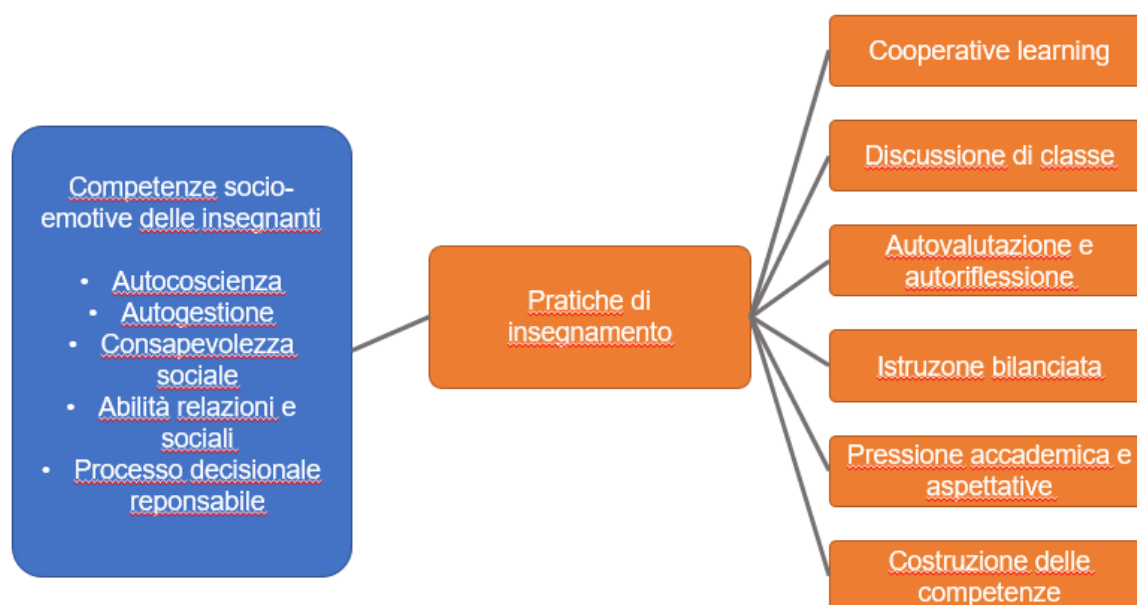 Competenze socio-
emotive delle insegnanti
• Autocoscienza
• Autogestione
• Consapevolezza
sociale
• Abilità relazioni e
sociali
• Processo decisionale
reponsabile
Pratiche di
insegnamento
Cooperative learning
Discussione di classe
Autovalutazione e
autoriflessione
Istruzone bilanciata
Pressione accademica e
aspettative
Costruzione delle
competenze